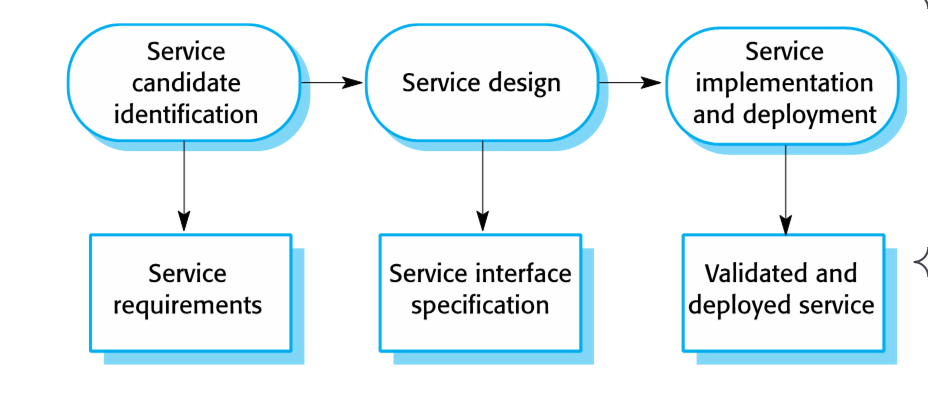 Service
candidate
identification
Service design
Service
implementation
and deployment
Service
requirements
Service interface
specification
Validated and
deployed service